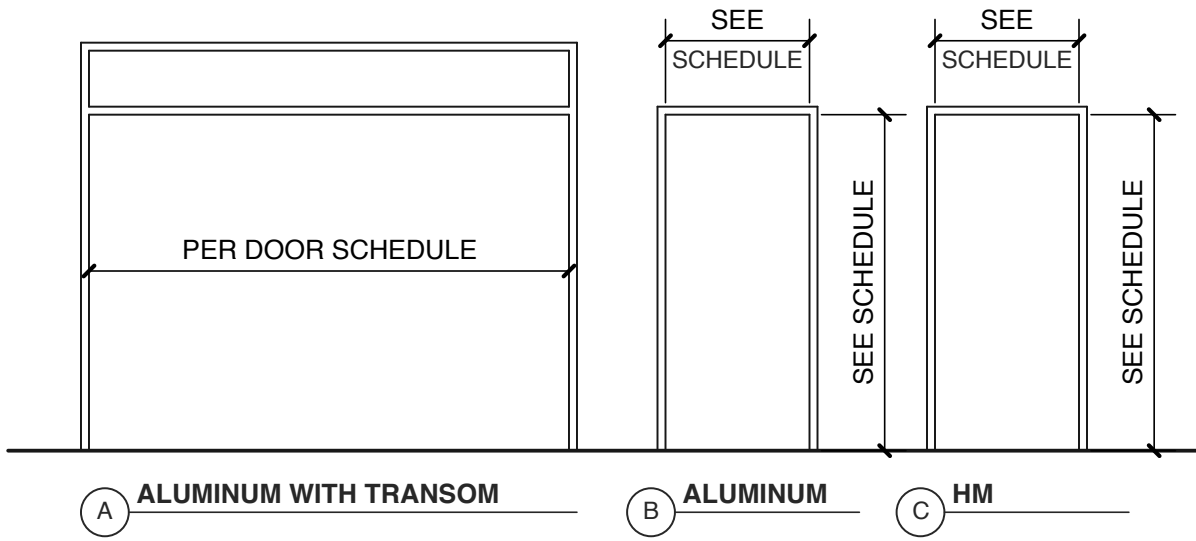 SEE
SCHEDULE
SEE
SCHEDULE
PER DOOR SCHEDULE
SEE SCHEDULE
SEE SCHEDULE
A ALUMINUM WITH TRANSOM
B ALUMINUM
C HM